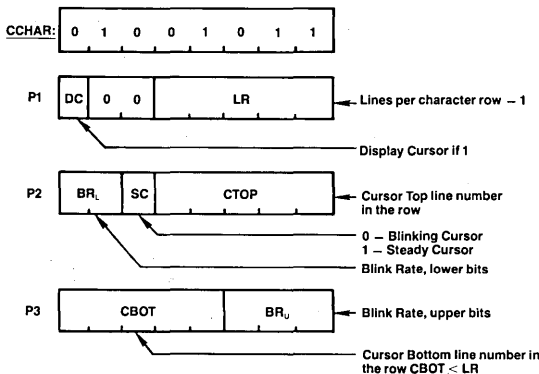 CCHAR: 0 1 0 0 1 0 1 1
P1 DC 0 0 LR Lines per character row – 1
Display Cursor if 1
P2 BRL SC CTOP Cursor Top line number
in the row
0 – Blinking Cursor
1 – Steady Cursor
Blink Rate, lower bits
P3 CBOT BRU Blink Rate, upper bits
Cursor Bottom line number in
the row CBOT < LR